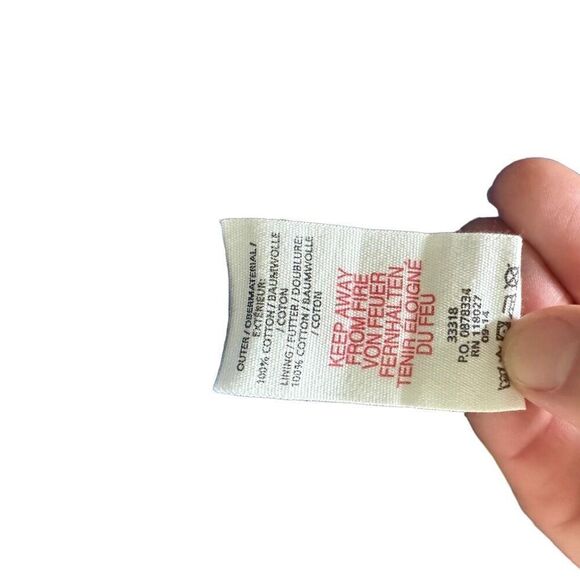 OUTER / OBERMATERIAL /
EXTÉRIEUR:
100% COTTON / BAUMWOLLE
/ COTON
LINING / FUTTER / DOUBLURE:
100% COTTON / BAUMWOLLE
/ COTON
KEEP AWAY
FROM FIRE
VON FEUER
FERNHALTEN
TENIR ÉLOIGNÉ
DU FEU
33318
P.O. 0878334
RN 118927
09 14